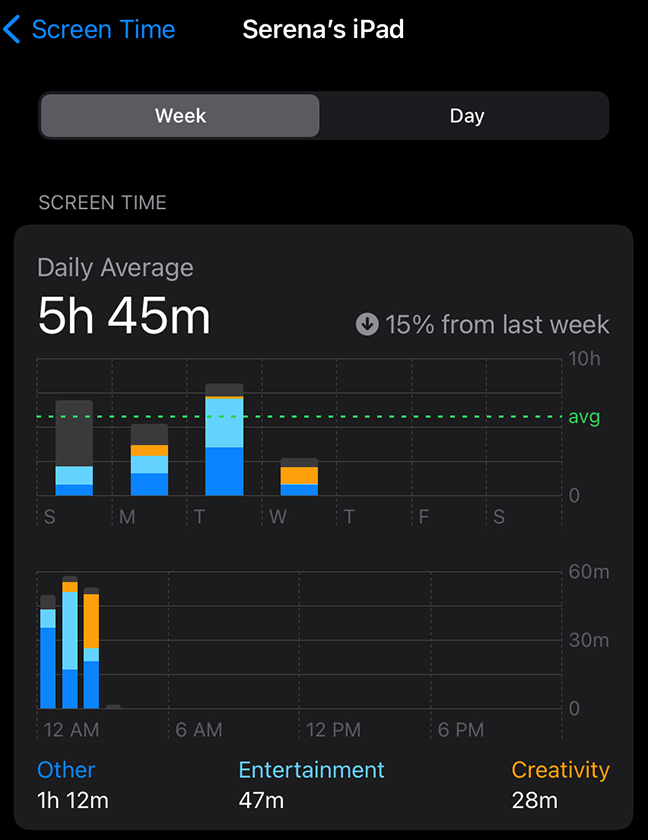 Screen Time Serena’s iPad
Week Day
SCREEN TIME
Daily Average
5h 45m
15% from last week
10h
avg
0
S M T W T F S
60m
30m
0
12 AM 6 AM 12 PM 6 PM
Other Entertainment Creativity
1h 12m 47m 28m